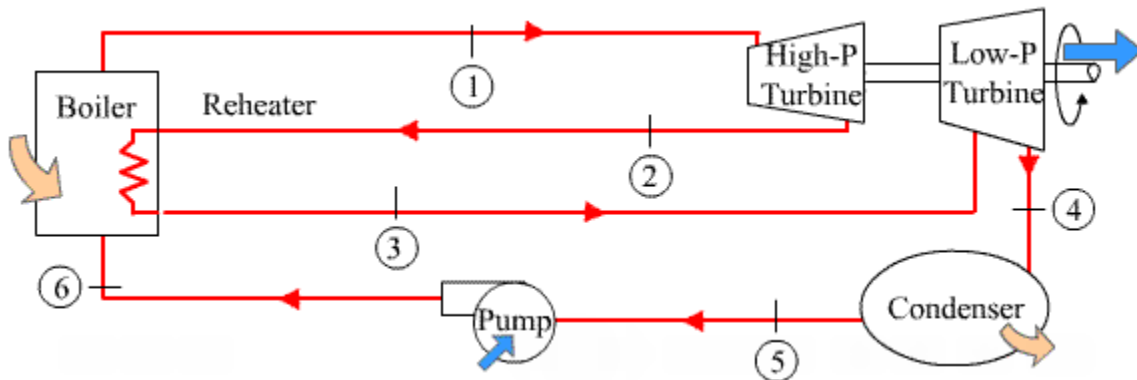 1
High-P
Turbine
Low-P
Turbine
Boiler
Reheater
2
3
4
6
Pump
5
Condenser